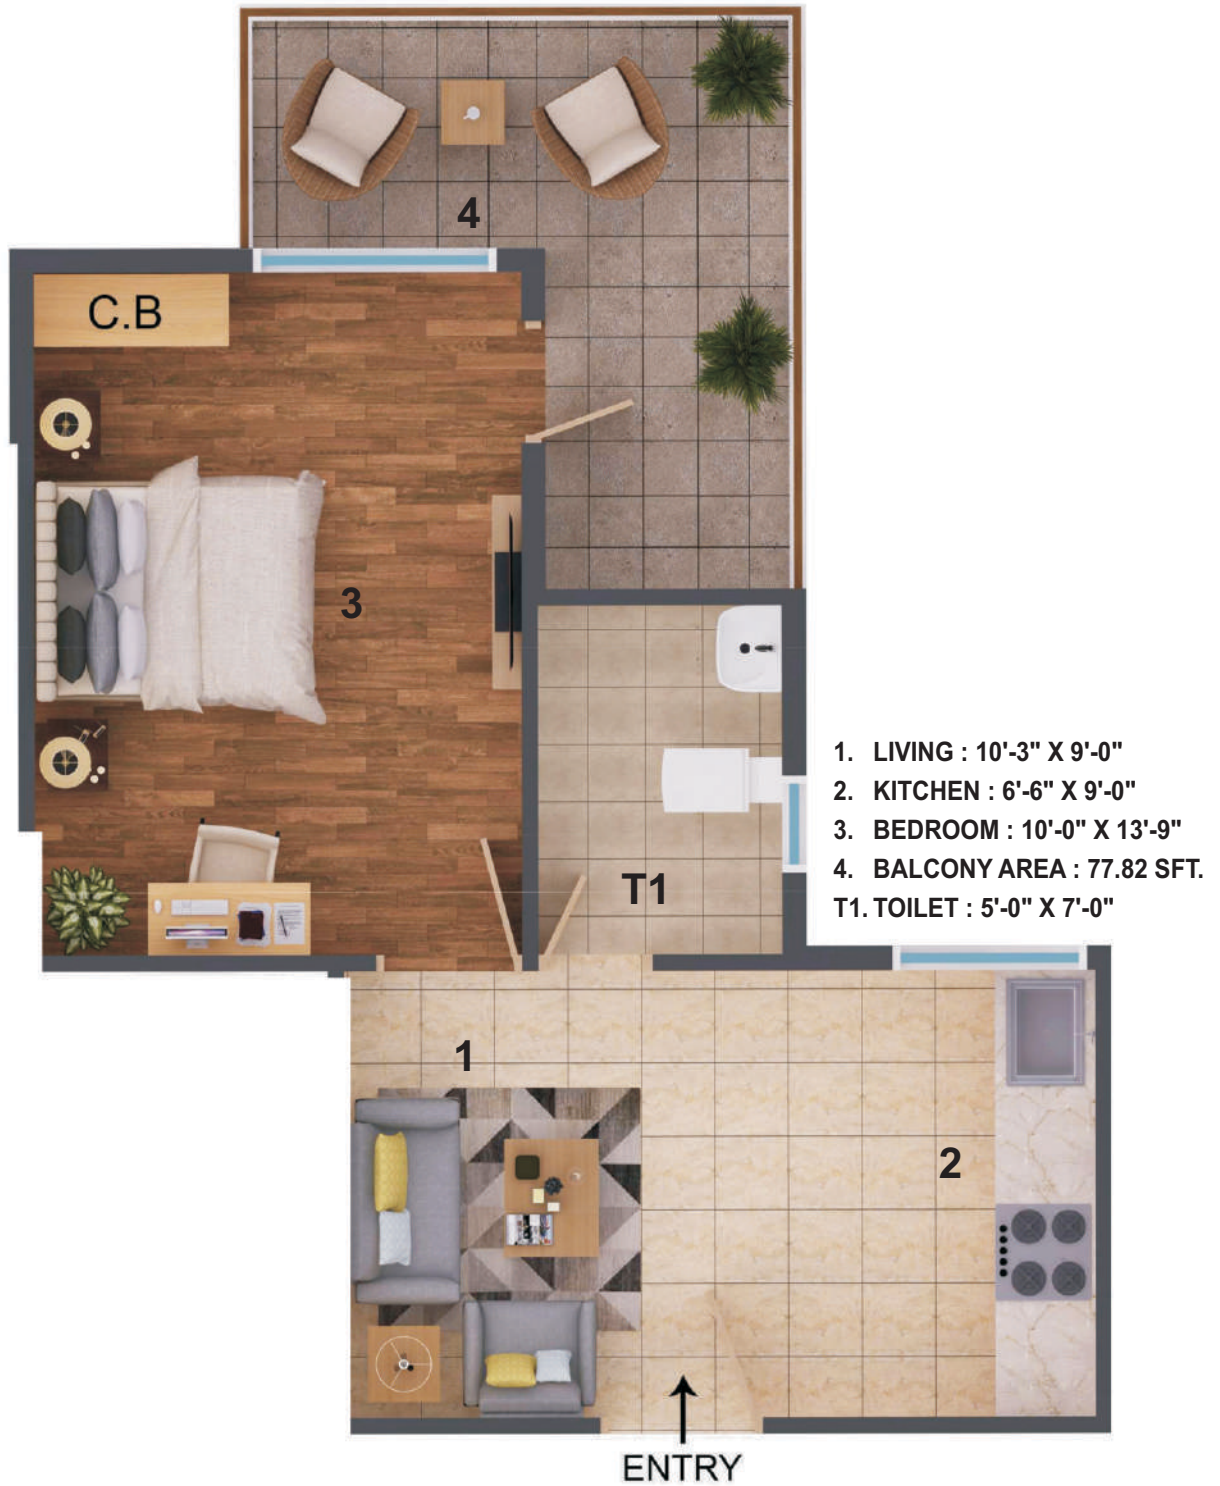 4
C.B
3
1. LIVING : 10'-3" X 9'-0"
2. KITCHEN : 6'-6" X 9'-0"
3. BEDROOM : 10'-0" X 13'-9"
4. BALCONY AREA : 77.82 SFT.
T1. TOILET : 5'-0" X 7'-0"
T1
1
2
ENTRY